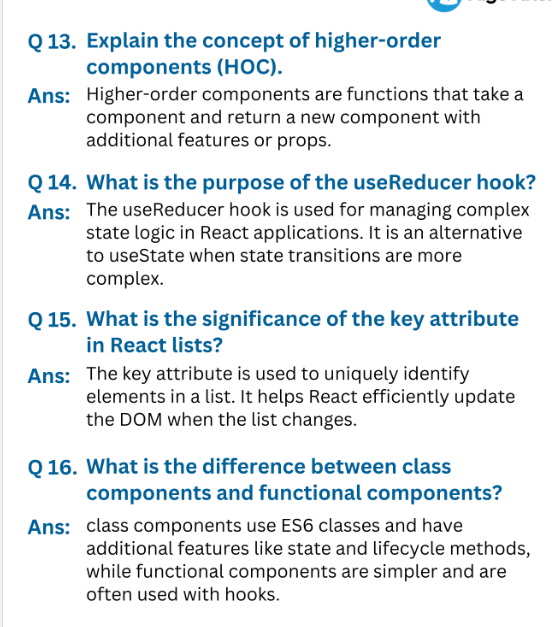 Q 13. Explain the concept of higher-order
components (HOC).
Ans: Higher-order components are functions that take a
component and return a new component with
additional features or props.
Q 14. What is the purpose of the useReducer hook?
Ans: The useReducer hook is used for managing complex
state logic in React applications. It is an alternative
to useState when state transitions are more
complex.
Q 15. What is the significance of the key attribute
in React lists?
Ans: The key attribute is used to uniquely identify
elements in a list. It helps React efficiently update
the DOM when the list changes.
Q 16. What is the difference between class
components and functional components?
Ans: class components use ES6 classes and have
additional features like state and lifecycle methods,
while functional components are simpler and are
often used with hooks.